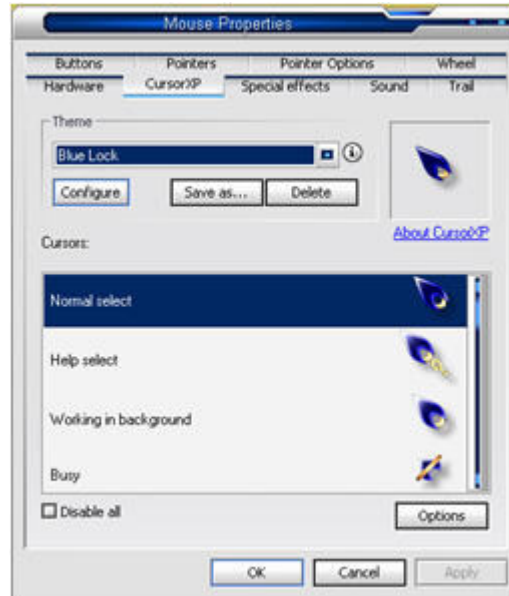 Mouse Properties
Buttons Pointers Pointer Options Wheel
Hardware CursorXP Special effects Sound Trail
Theme
Blue Lock
Configure Save as... Delete
About CursorXP
Cursors:
Normal select
Help select
Working in background
Busy
Disable all
Options
OK Cancel Apply